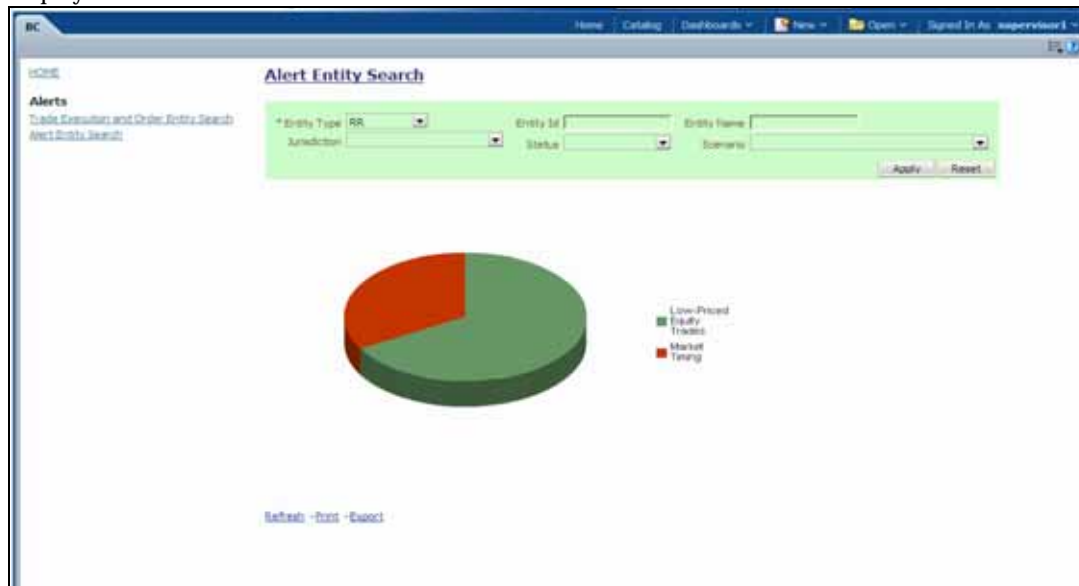 BC
Home Catalog Dashboards New Open Signed In As supervisor1
HOME
Alert Entity Search
Alerts
Trade Execution and Order Entity Search
Alert Entity Search
* Entity Type RR Entity Id Entity Name
Jurisdiction Status Scenario
Apply Reset
Low-Priced
Equity
Trades
Market
Timing
Refresh - Print - Export